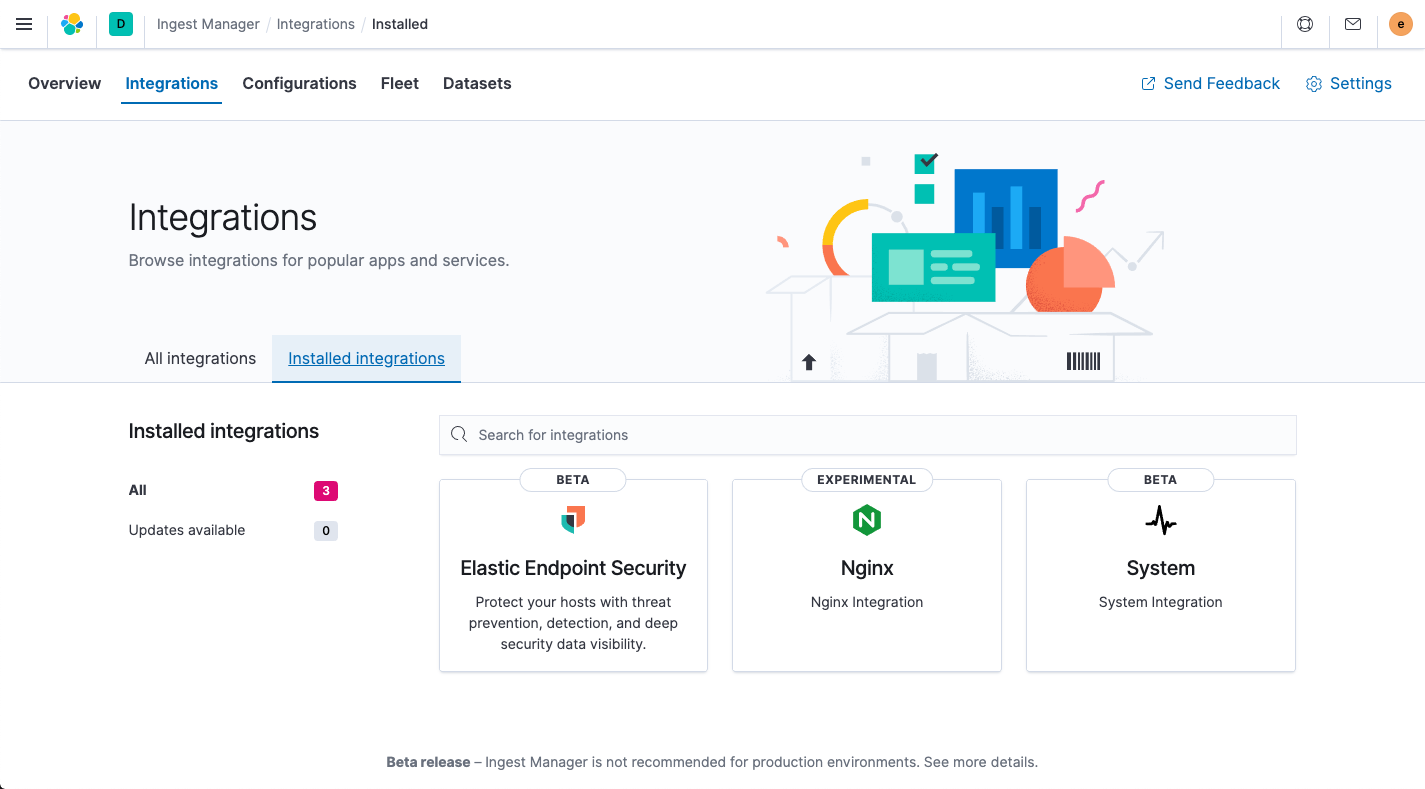 D Ingest Manager / Integrations / Installed e
Overview Integrations Configurations Fleet Datasets Send Feedback Settings
Integrations
Browse integrations for popular apps and services.
All integrations Installed integrations
Installed integrations
Search for integrations
All 3
Updates available 0
BETA
Elastic Endpoint Security
Protect your hosts with threat
prevention, detection, and deep
security data visibility.
EXPERIMENTAL
N
Nginx
Nginx Integration
BETA
System
System Integration
Beta release – Ingest Manager is not recommended for production environments. See more details.